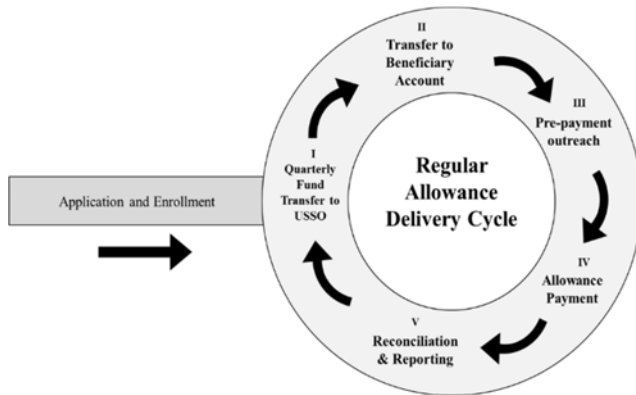 Application and Enrollment
Regular
Allowance
Delivery Cycle
I
Quarterly
Fund
Transfer to
USSO
II
Transfer to
Beneficiary
Account
III
Pre-payment
outreach
IV
Allowance
Payment
V
Reconciliation
& Reporting